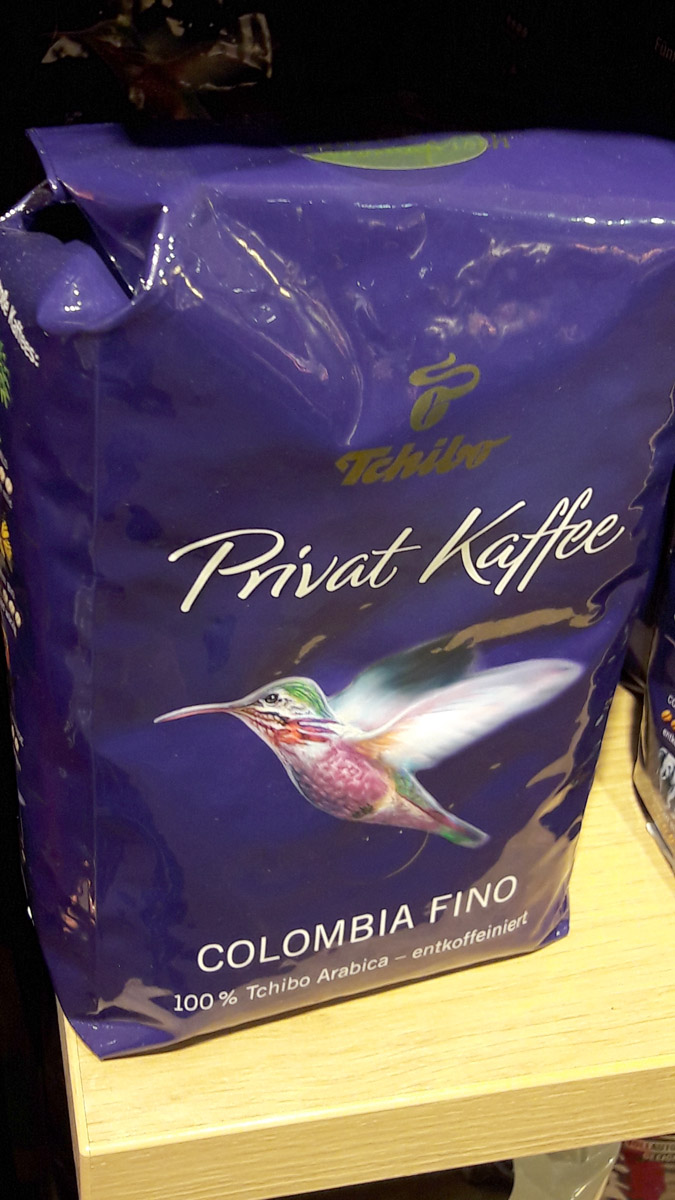 Tchibo
Privat Kaffee
COLOMBIA FINO
100 % Tchibo Arabica – entkoffeiniert